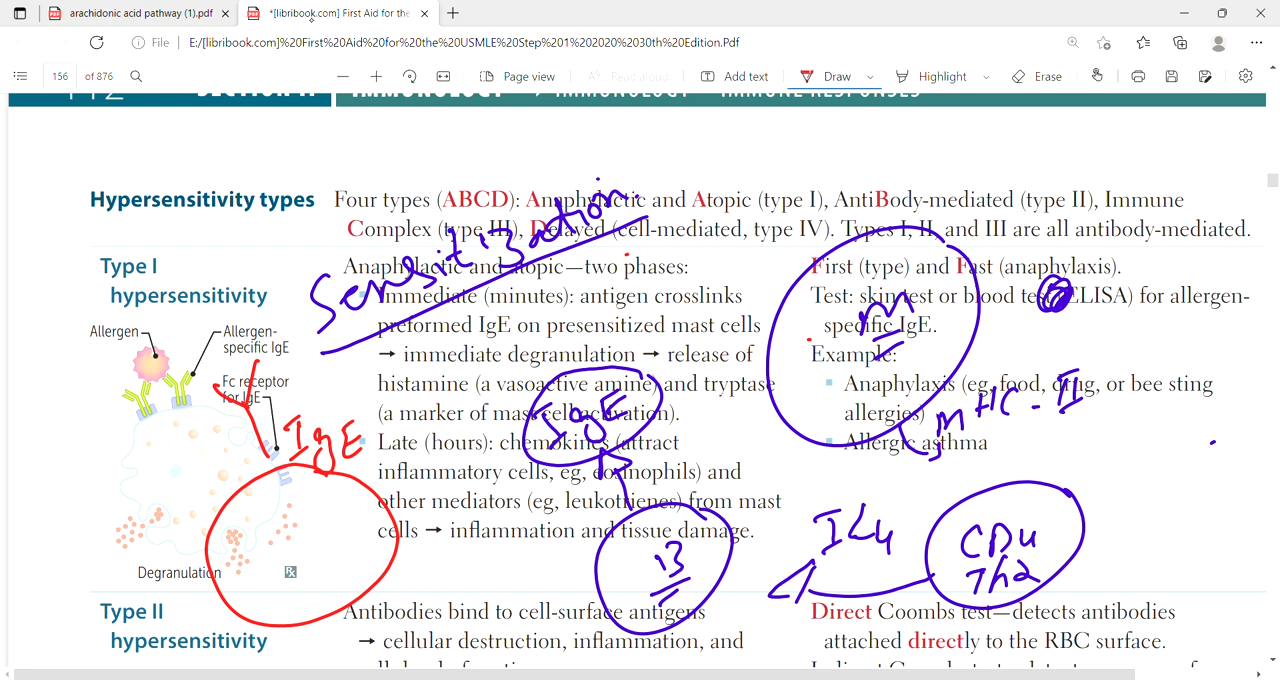 arachidonic acid pathway (1).pdf
*[libribook.com] First Aid for the
File
E:/[libribook.com]%20First%20Aid%20for%20the%20USMLE%20Step%201%202020%2030th%20Edition.Pdf
156 of 876
Page view
Read aloud
Add text
Draw
Highlight
Erase
112 SECTION II IMMUNOLOGY IMMUNOLOGY—IMMUNE RESPONSES
Hypersensitivity types
Four types (ABCD): Anaphylactic and Atopic (type I), AntiBody-mediated (type II), Immune
Complex (type III), Delayed (cell-mediated, type IV). Types I, II, and III are all antibody-mediated.
Type I
hypersensitivity
Allergen
Allergen-
specific IgE
Fc receptor
for IgE
Degranulation
Anaphylactic and atopic—two phases:
Immediate (minutes): antigen crosslinks
preformed IgE on presensitized mast cells
→ immediate degranulation → release of
histamine (a vasoactive amine) and tryptase
(a marker of mast cell activation).
Late (hours): chemokines (attract
inflammatory cells, eg, eosinophils) and
other mediators (eg, leukotrienes) from mast
cells → inflammation and tissue damage.
First (type) and Fast (anaphylaxis).
Test: skin test or blood test (ELISA) for allergen-
specific IgE.
Example:
Anaphylaxis (eg, food, drug, or bee sting
allergies)
Allergic asthma
Sensitization
IgE
IgE
m
MHC-II
IL4
CD4
Th2
B
Type II
hypersensitivity
Antibodies bind to cell-surface antigens
→ cellular destruction, inflammation, and
Direct Coombs test—detects antibodies
attached directly to the RBC surface.